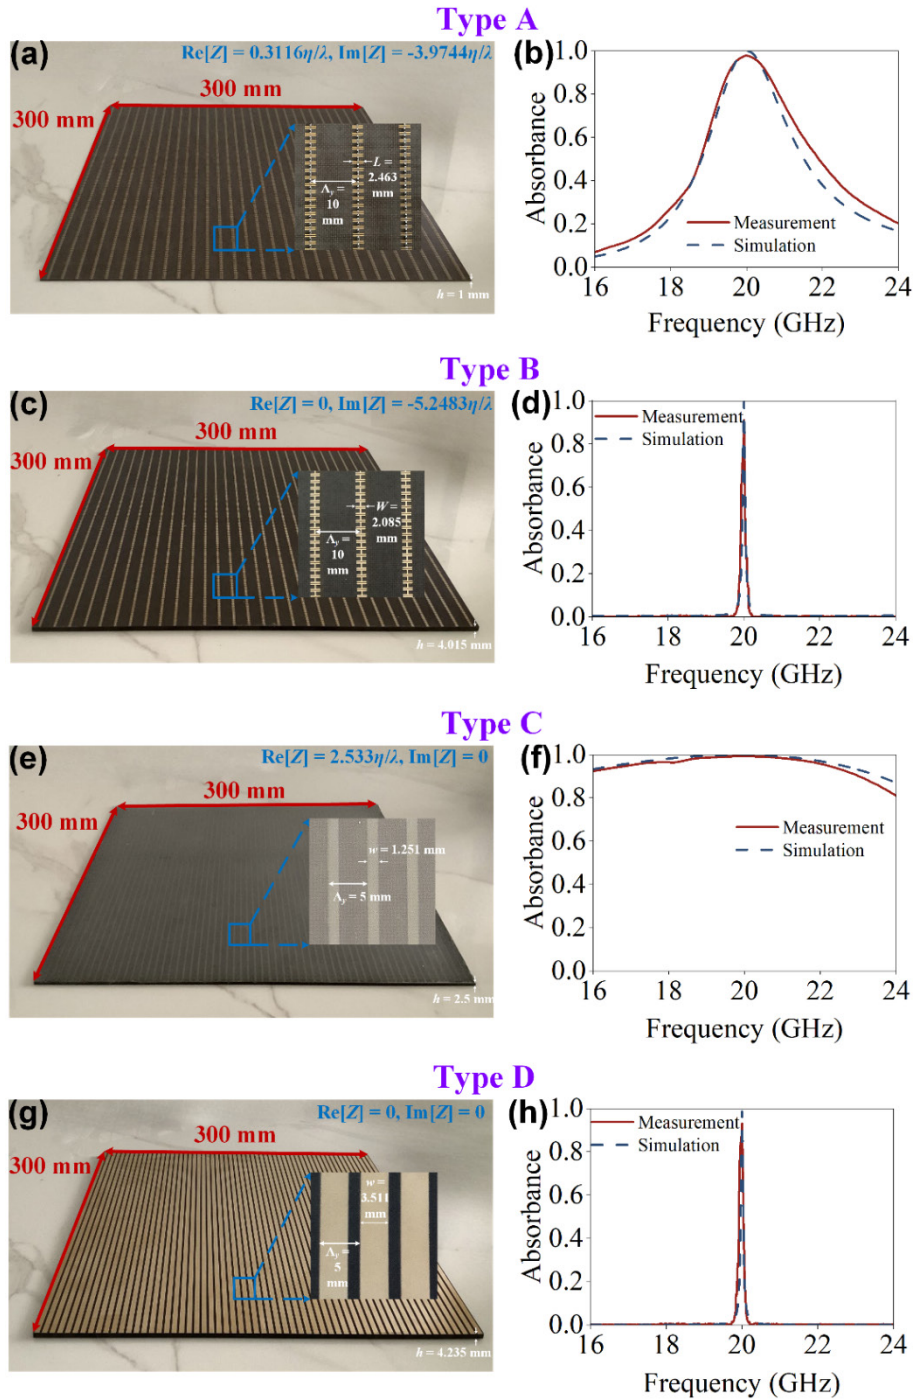 Type A
(a)
Re[Z] = 0.3116η/λ, Im[Z] = -3.9744η/λ
300 mm
300 mm
L =
2.463
mm
Λy =
10
mm
h = 1 mm
(b)
1.0
0.8
0.6
0.4
0.2
0.0
Absorbance
Measurement
Simulation
16 18 20 22 24
Frequency (GHz)
Type B
(c)
Re[Z] = 0, Im[Z] = -5.2483η/λ
300 mm
300 mm
W =
2.085
mm
Λy =
10
mm
h = 4.015 mm
(d)
1.0
0.8
0.6
0.4
0.2
0.0
Absorbance
Measurement
Simulation
16 18 20 22 24
Frequency (GHz)
Type C
(e)
Re[Z] = 2.533η/λ, Im[Z] = 0
300 mm
300 mm
w = 1.251 mm
Λy = 5 mm
h = 2.5 mm
(f)
1.0
0.8
0.6
0.4
0.2
0.0
Absorbance
Measurement
Simulation
16 18 20 22 24
Frequency (GHz)
Type D
(g)
Re[Z] = 0, Im[Z] = 0
300 mm
300 mm
w =
3.511
mm
Λy =
5
mm
h = 4.235 mm
(h)
1.0
0.8
0.6
0.4
0.2
0.0
Absorbance
Measurement
Simulation
16 18 20 22 24
Frequency (GHz)